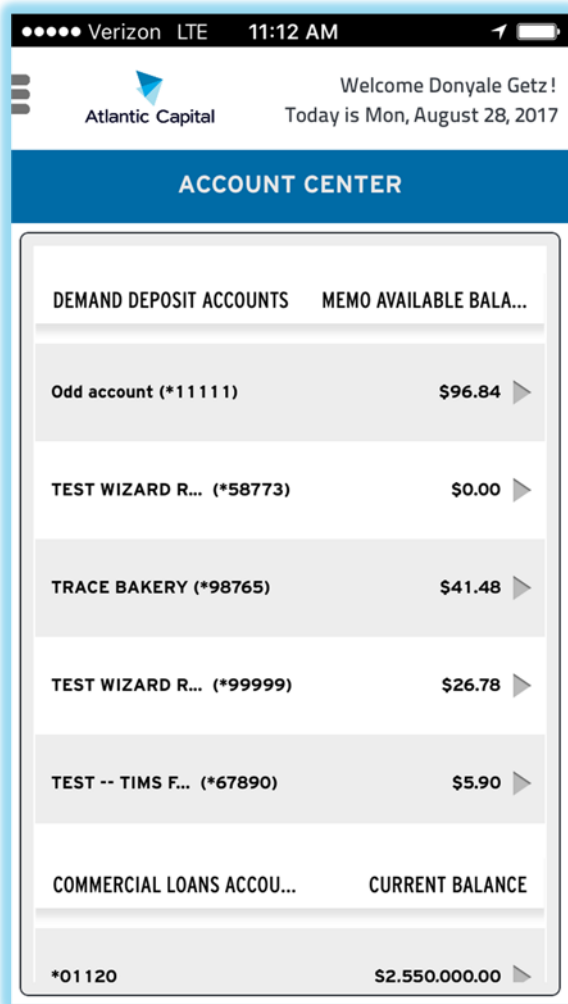 Verizon LTE 11:12 AM
Atlantic Capital
Welcome Donyale Getz!
Today is Mon, August 28, 2017
ACCOUNT CENTER
DEMAND DEPOSIT ACCOUNTS MEMO AVAILABLE BALA...
Odd account (*11111) $96.84
TEST WIZARD R... (*58773) $0.00
TRACE BAKERY (*98765) $41.48
TEST WIZARD R... (*99999) $26.78
TEST -- TIMS F... (*67890) $5.90
COMMERCIAL LOANS ACCOU... CURRENT BALANCE
*01120 $2.550.000.00